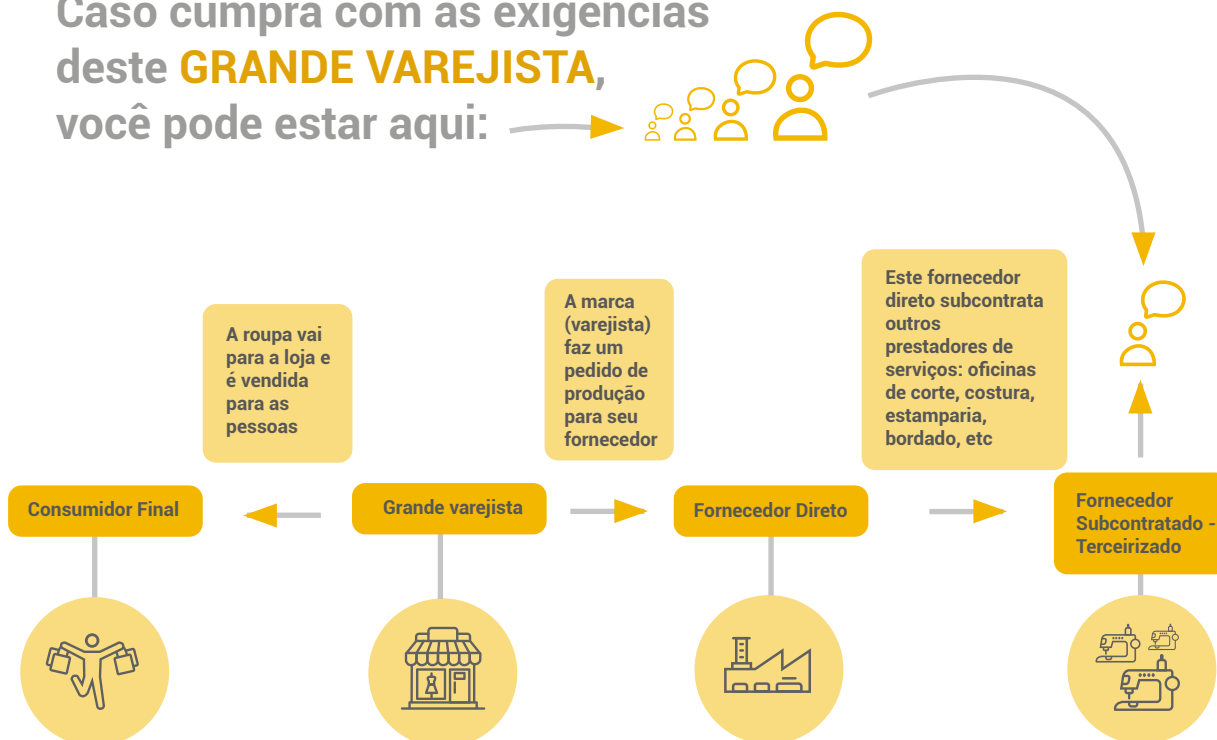 Caso cumpra com as exigências
deste GRANDE VAREJISTA,
você pode estar aqui:
A roupa vai
para a loja e
é vendida
para as
pessoas
A marca
(varejista)
faz um
pedido de
produção
para seu
fornecedor
Este fornecedor
direto subcontrata
outros
prestadores de
serviços: oficinas
de corte, costura,
estamparia,
bordado, etc
Consumidor Final
Grande varejista
Fornecedor Direto
Fornecedor
Subcontratado -
Terceirizado